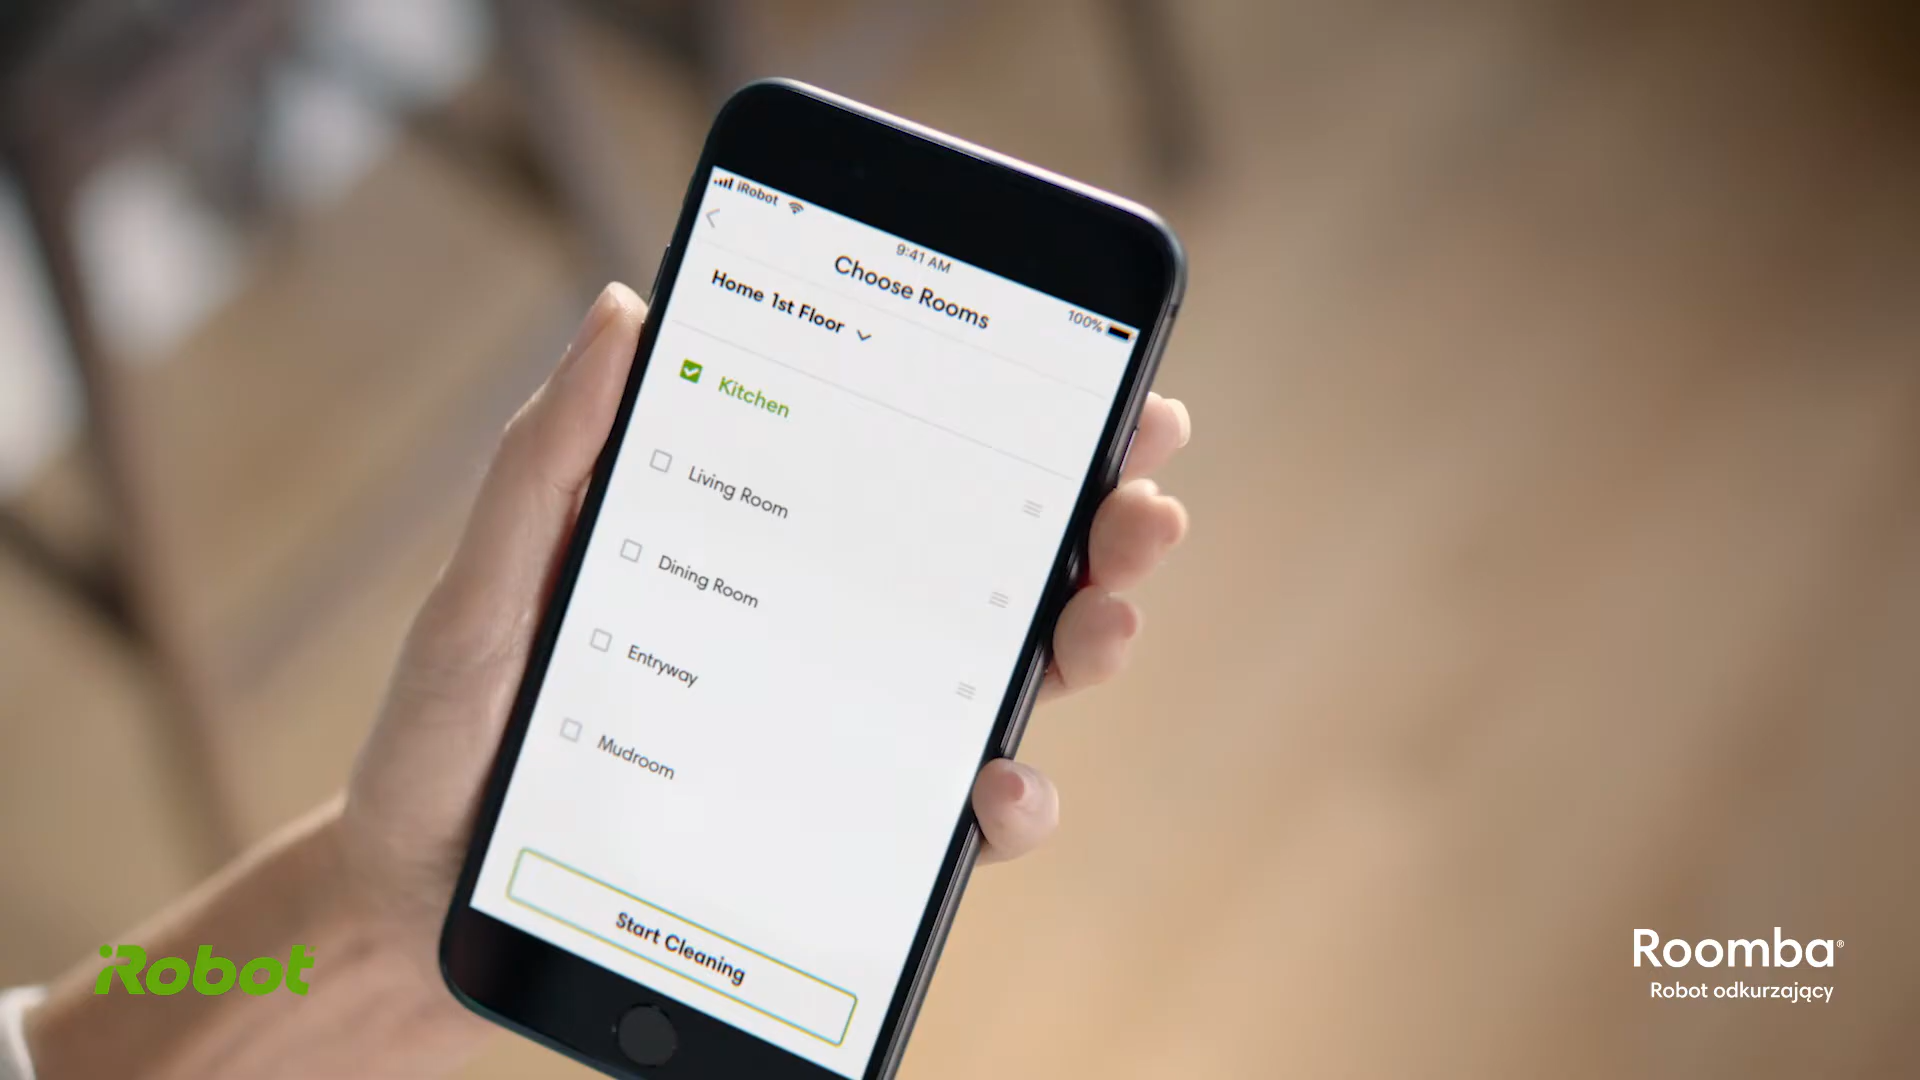 iRobot
9:41 AM
100%
Choose Rooms
Home 1st Floor
Kitchen
Living Room
Dining Room
Entryway
Mudroom
Start Cleaning
iRobot
Roomba®
Robot odkurzający